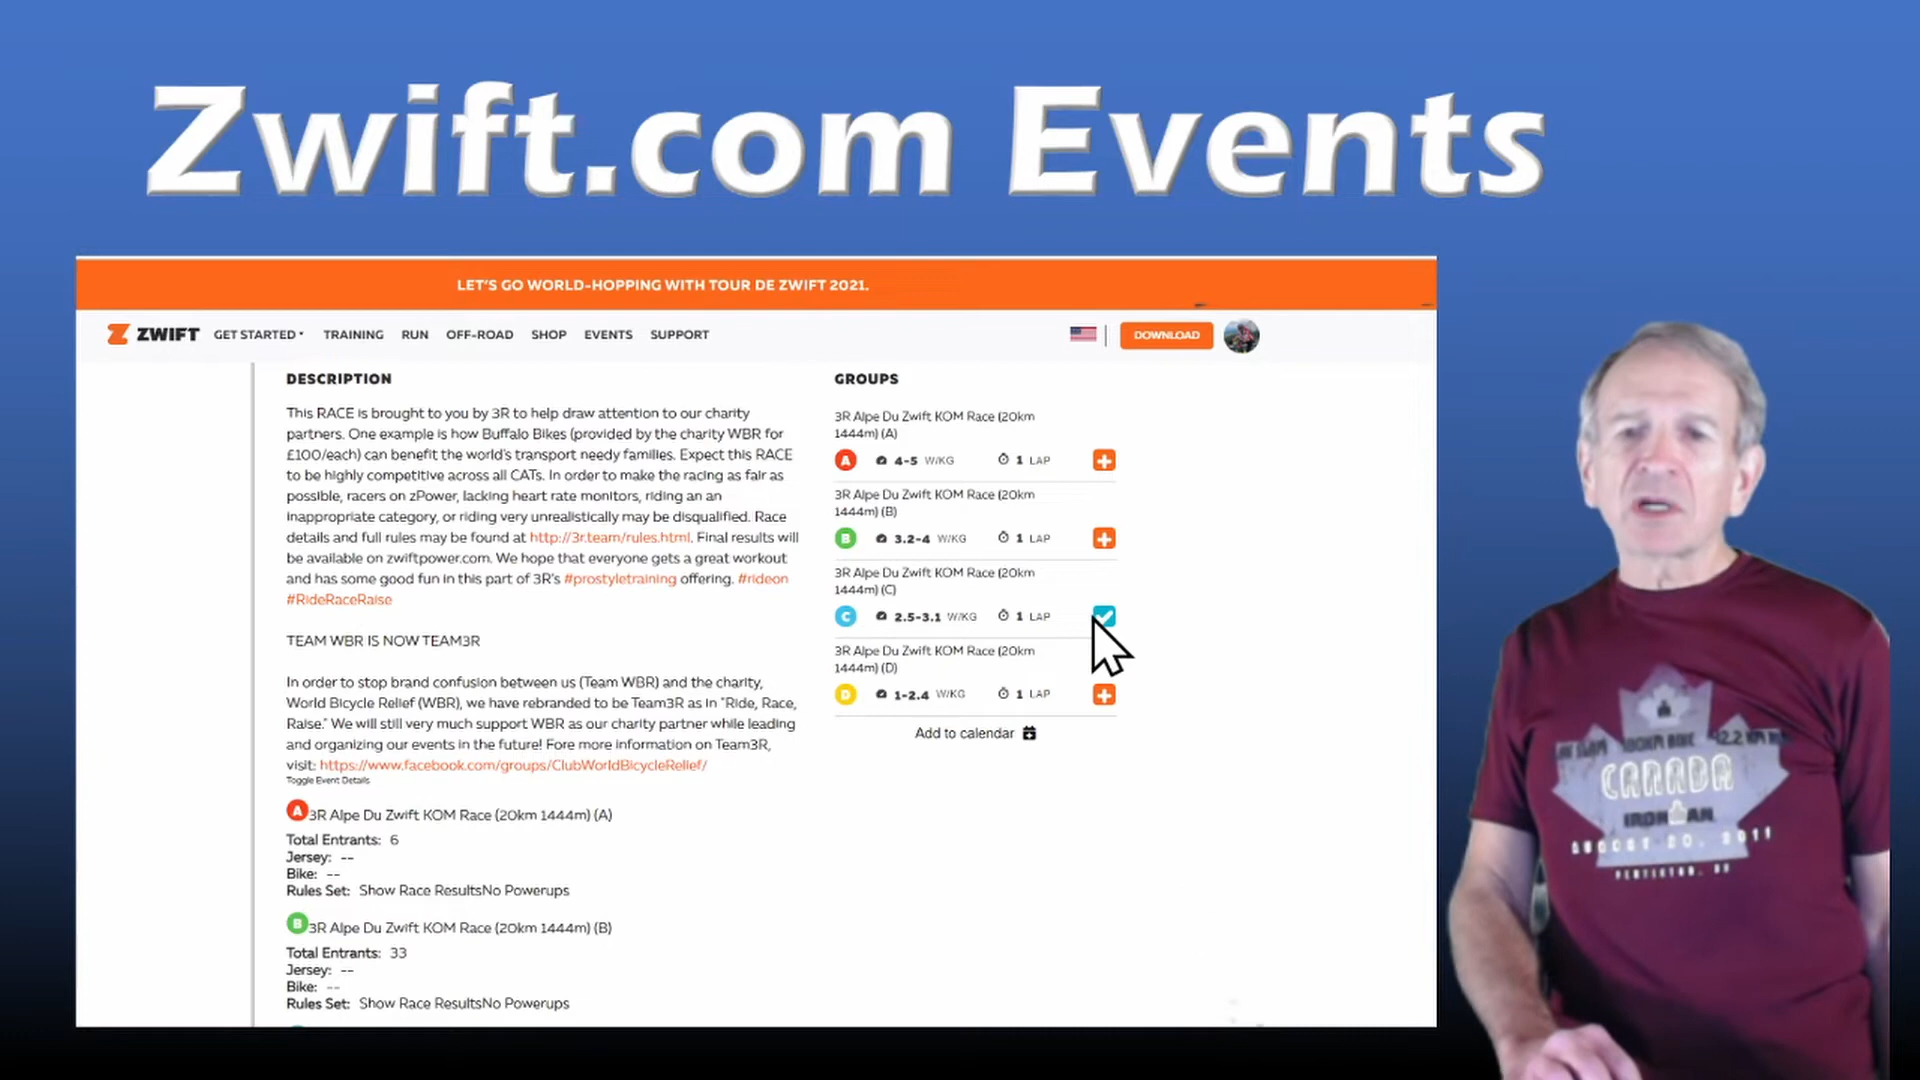 Zwift.com Events
LET'S GO WORLD-HOPPING WITH TOUR DE ZWIFT 2021.
ZWIFT GET STARTED TRAINING RUN OFF-ROAD SHOP EVENTS SUPPORT DOWNLOAD
DESCRIPTION
This RACE is brought to you by 3R to help draw attention to our charity
partners. One example is how Buffalo Bikes (provided by the charity WBR for
£100/each) can benefit the world's transport needy families. Expect this RACE
to be highly competitive across all CATs. In order to make the racing as fair as
possible, racers on zPower, lacking heart rate monitors, riding an an
inappropriate category, or riding very unrealistically may be disqualified. Race
details and full rules may be found at http://3r.team/rules.html. Final results will
be available on zwiftpower.com. We hope that everyone gets a great workout
and has some good fun in this part of 3R's #prostyletraining offering. #rideon
#RideRaceRaise
TEAM WBR IS NOW TEAM3R
In order to stop brand confusion between us (Team WBR) and the charity,
World Bicycle Relief (WBR), we have rebranded to be Team3R as in "Ride, Race,
Raise." We will still very much support WBR as our charity partner while leading
and organizing our events in the future! Fore more information on Team3R,
visit: https://www.facebook.com/groups/ClubWorldBicycleRelief/
Toggle Event Details
A 3R Alpe Du Zwift KOM Race (20km 1444m) (A)
Total Entrants: 6
Jersey: --
Bike: --
Rules Set: Show Race ResultsNo Powerups
B 3R Alpe Du Zwift KOM Race (20km 1444m) (B)
Total Entrants: 33
Jersey: --
Bike: --
Rules Set: Show Race ResultsNo Powerups
GROUPS
3R Alpe Du Zwift KOM Race (20km
1444m) (A)
A 4-5 W/KG 1 LAP
3R Alpe Du Zwift KOM Race (20km
1444m) (B)
B 3.2-4 W/KG 1 LAP
3R Alpe Du Zwift KOM Race (20km
1444m) (C)
C 2.5-3.1 W/KG 1 LAP
3R Alpe Du Zwift KOM Race (20km
1444m) (D)
D 1-2.4 W/KG 1 LAP
Add to calendar
CANADA
IRONMAN
AUGUST 20, 2011